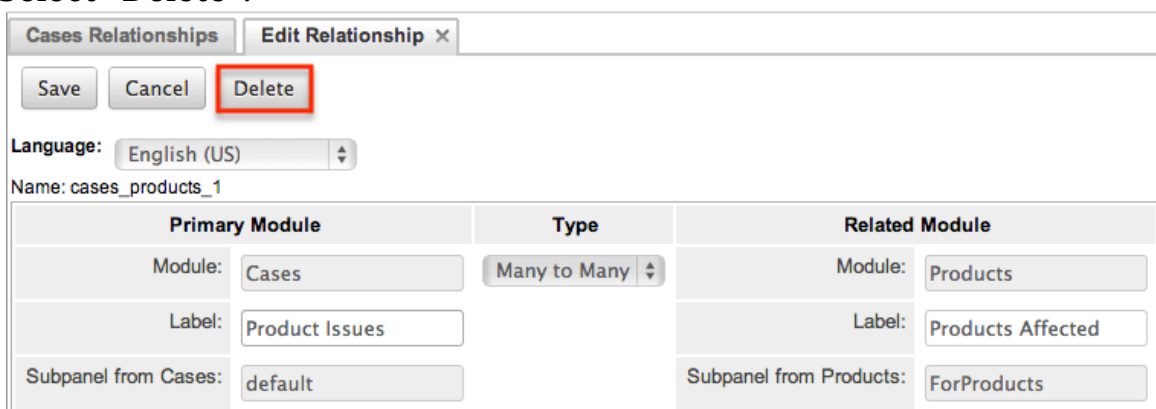 Select "Delete".
Cases Relationships Edit Relationship ×
Save Cancel Delete
Language: English (US)
Name: cases_products_1
Primary Module Type Related Module
Module: Cases Many to Many Module: Products
Label: Product Issues Label: Products Affected
Subpanel from Cases: default Subpanel from Products: ForProducts